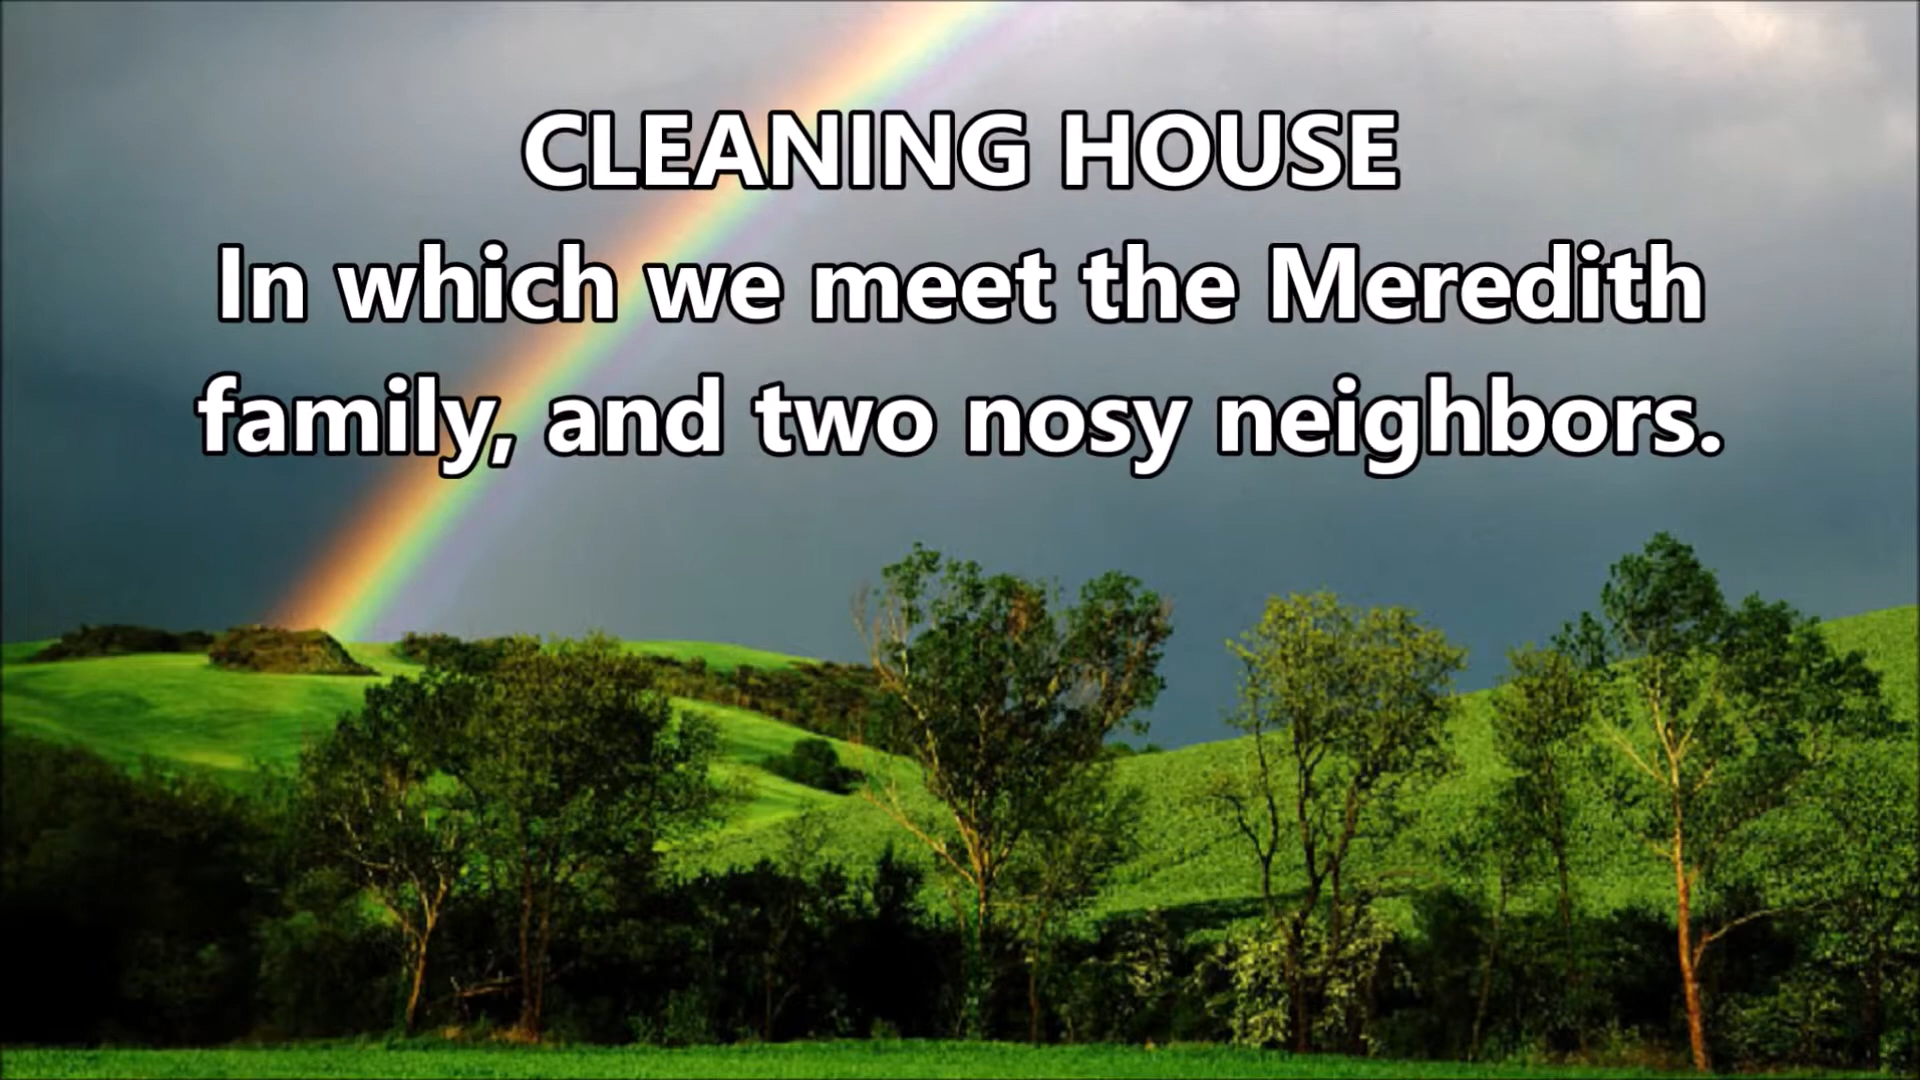 CLEANING HOUSE
In which we meet the Meredith
family, and two nosy neighbors.